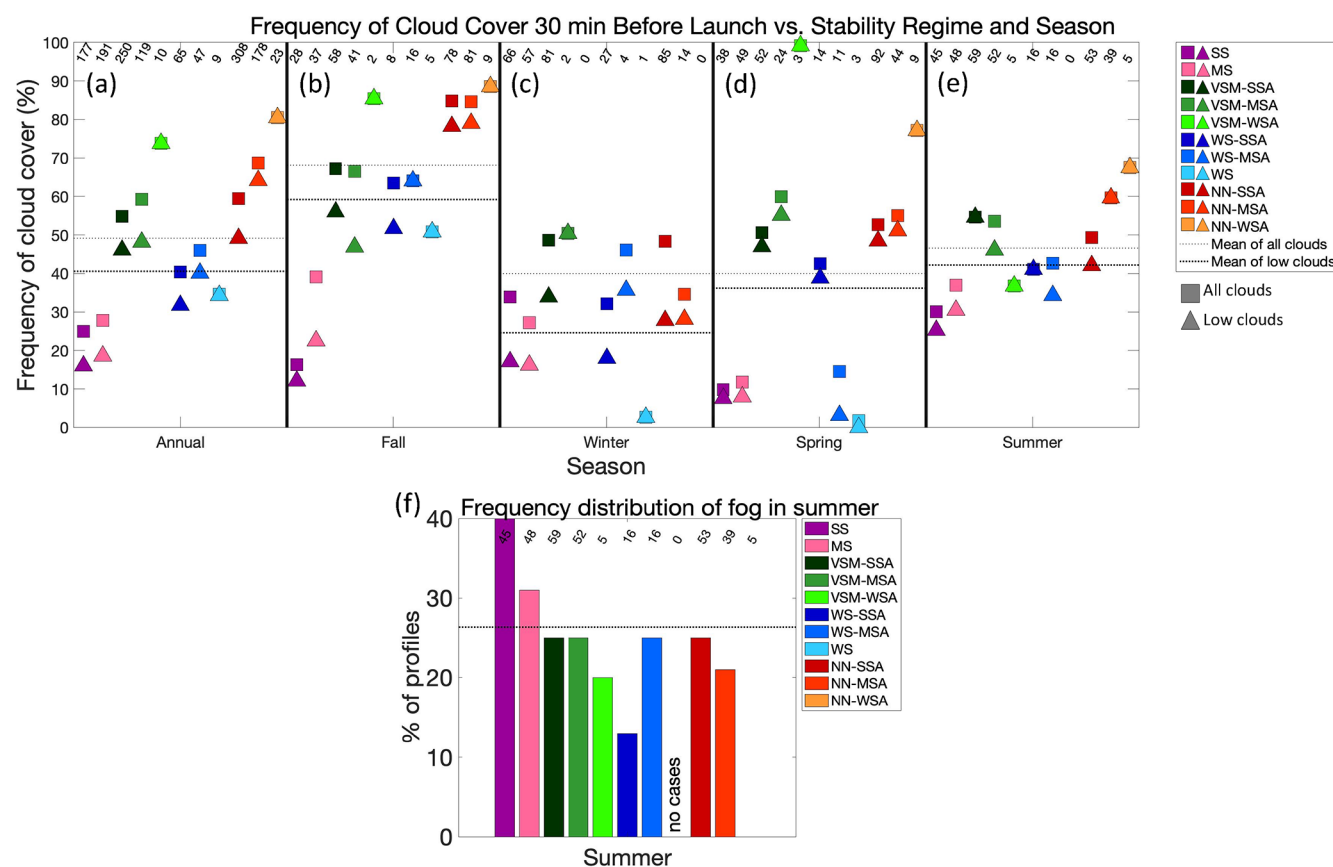 Frequency of Cloud Cover 30 min Before Launch vs. Stability Regime and Season
Frequency of cloud cover (%)
100
90
80
70
60
50
40
30
20
10
0
(a)
177
191
250
119
10
65
47
9
308
178
23
(b)
28
37
58
41
2
8
16
5
78
81
9
(c)
66
57
81
2
0
27
4
1
85
14
0
(d)
38
49
52
24
3
14
11
3
92
44
9
(e)
45
48
59
52
5
16
16
0
53
39
5
Annual
Fall
Winter
Spring
Summer
Season
SS
MS
VSM-SSA
VSM-MSA
VSM-WSA
WS-SSA
WS-MSA
WS
NN-SSA
NN-MSA
NN-WSA
Mean of all clouds
Mean of low clouds
All clouds
Low clouds
(f)
Frequency distribution of fog in summer
% of profiles
40
30
20
10
0
45
48
59
52
5
16
16
0
53
39
5
no cases
Summer
SS
MS
VSM-SSA
VSM-MSA
VSM-WSA
WS-SSA
WS-MSA
WS
NN-SSA
NN-MSA
NN-WSA